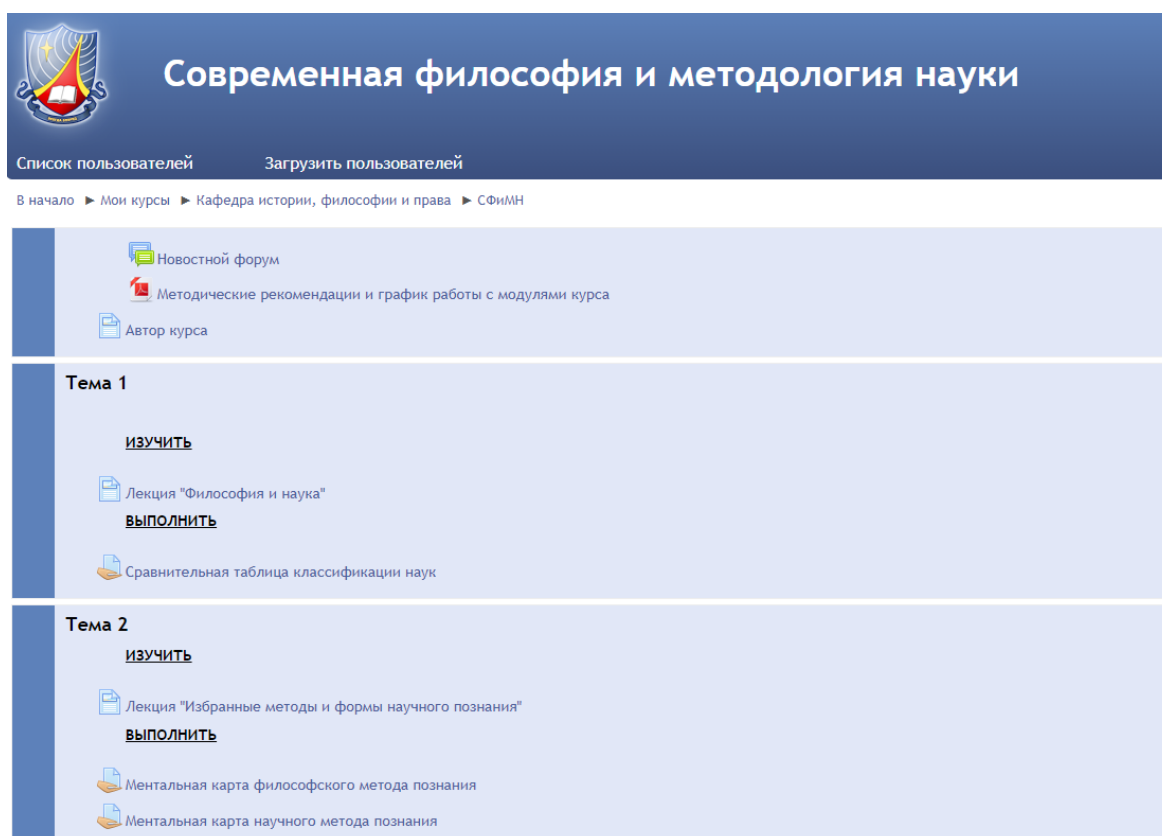 Современная философия и методология науки
Список пользователей Загрузить пользователей
В начало ► Мои курсы ► Кафедра истории, философии и права ► СФиМН
Новостной форум
Методические рекомендации и график работы с модулями курса
Автор курса
Тема 1
ИЗУЧИТЬ
Лекция "Философия и наука"
ВЫПОЛНИТЬ
Сравнительная таблица классификации наук
Тема 2
ИЗУЧИТЬ
Лекция "Избранные методы и формы научного познания"
ВЫПОЛНИТЬ
Ментальная карта философского метода познания
Ментальная карта научного метода познания